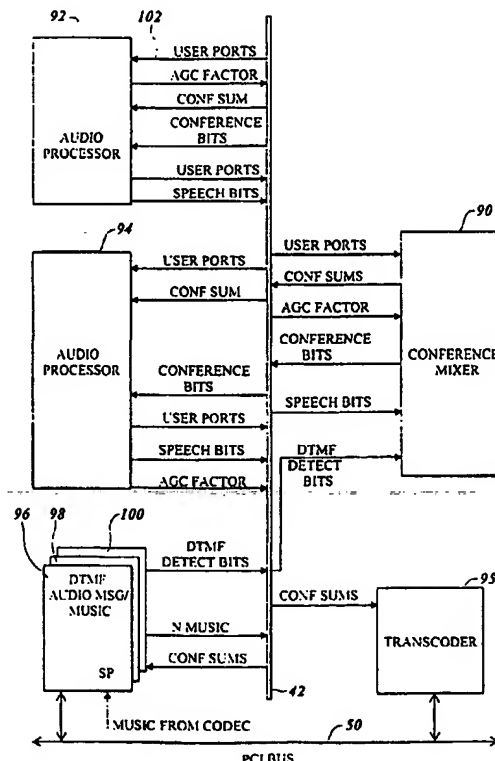 92
102
USER PORTS
AGC FACTOR
CONF SUM
CONFERENCE
BITS
USER PORTS
SPEECH BITS
AUDIO
PROCESSOR
94
USER PORTS
CONF SUM
CONFERENCE
BITS
USER PORTS
SPEECH BITS
AGC FACTOR
AUDIO
PROCESSOR
90
USER PORTS
CONF SUMS
AGC FACTOR
CONFERENCE
BITS
SPEECH BITS
DTMF
DETECT BITS
CONFERENCE
MIXER
96
98
100
DTMF
AUDIO MSG/
MUSIC
SP
DTMF
DETECT BITS
N MUSIC
CONF SUMS
MUSIC FROM CODEC
42
CONF SUMS
95
TRANSCODER
50
PCI BUS